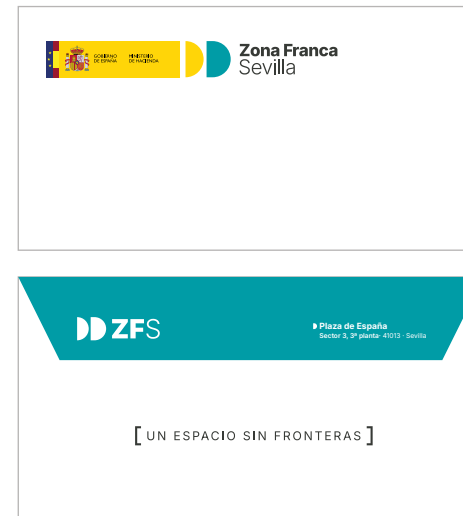 GOBIERNO DE ESPAÑA
MINISTERIO DE HACIENDA
Zona Franca
Sevilla
ZFS
Plaza de España
Sector 3, 3ª planta· 41013 · Sevilla
[UN ESPACIO SIN FRONTERAS]